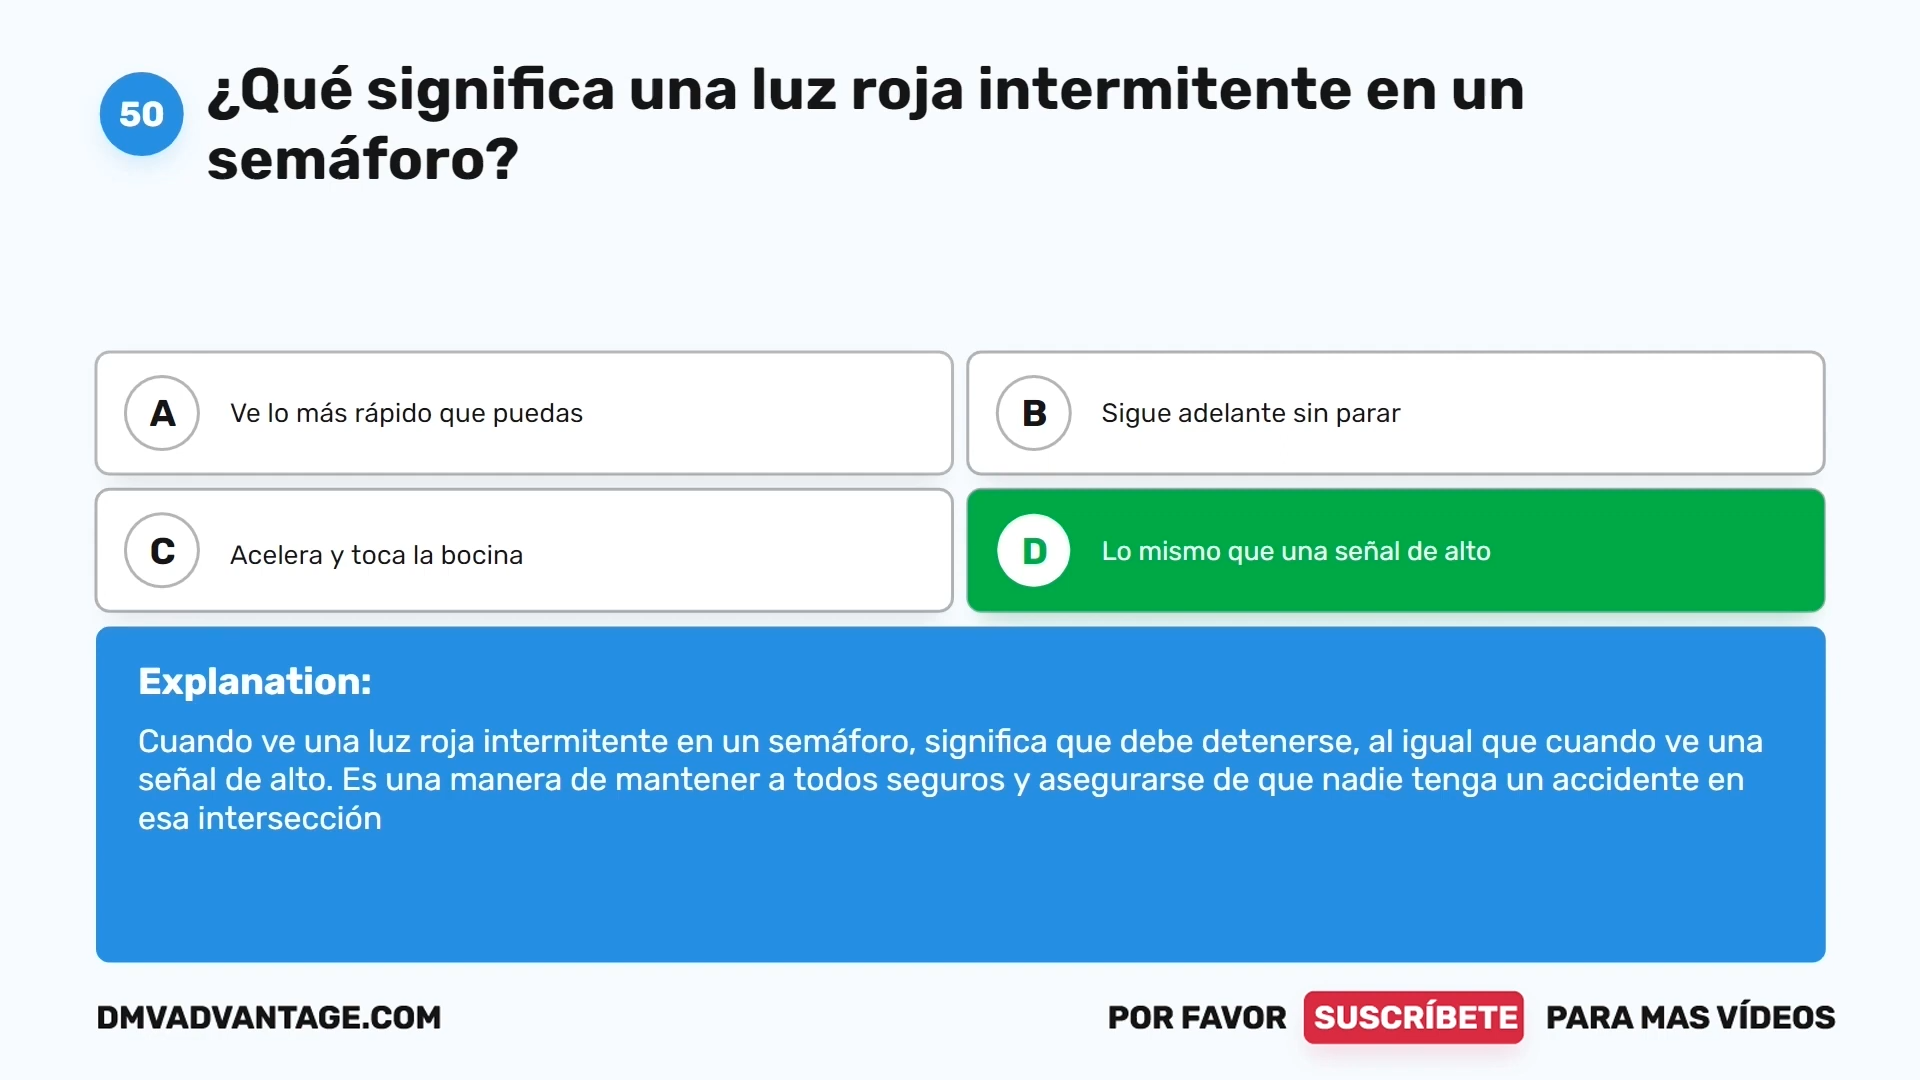 50
¿Qué significa una luz roja intermitente en un
semáforo?
A Ve lo más rápido que puedas
B Sigue adelante sin parar
C Acelera y toca la bocina
D Lo mismo que una señal de alto
Explanation:
Cuando ve una luz roja intermitente en un semáforo, significa que debe detenerse, al igual que cuando ve una
señal de alto. Es una manera de mantener a todos seguros y asegurarse de que nadie tenga un accidente en
esa intersección
DMVADVANTAGE.COM
POR FAVOR SUSCRÍBETE PARA MAS VÍDEOS